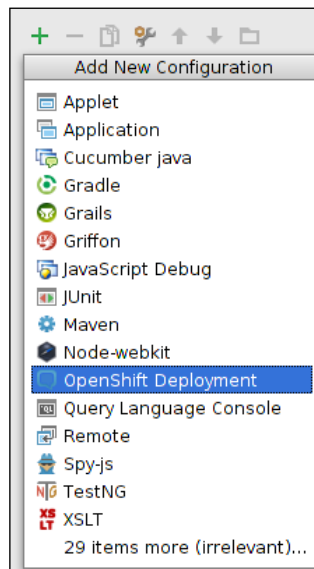 Add New Configuration
Applet
Application
Cucumber java
Gradle
Grails
Griffon
JavaScript Debug
JUnit
Maven
Node-webkit
OpenShift Deployment
Query Language Console
Remote
Spy-js
TestNG
XSLT
29 items more (irrelevant)...